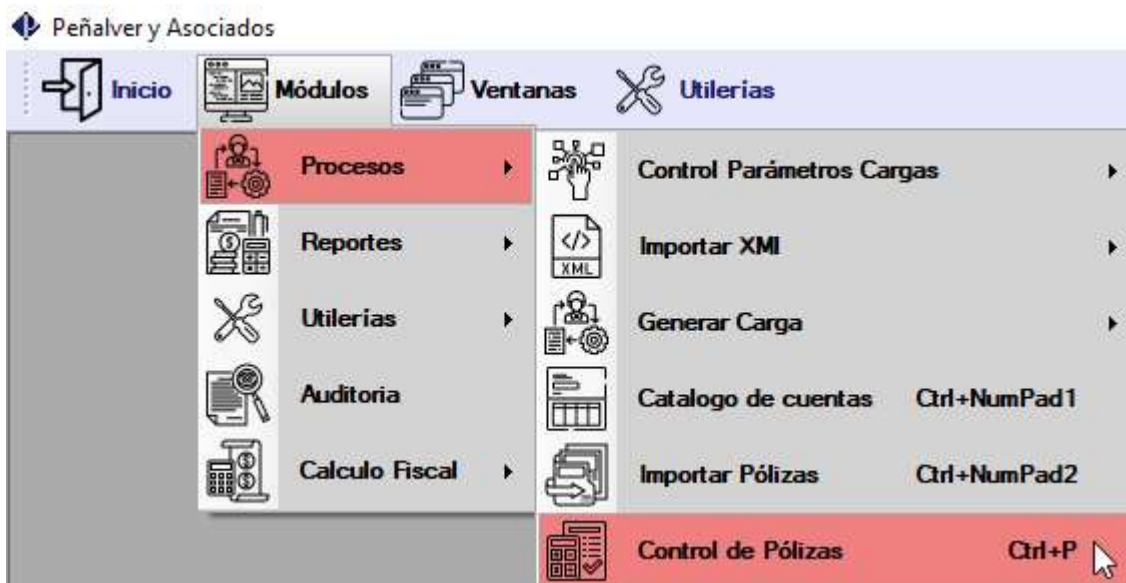 Peñalver y Asociados
Inicio Módulos Ventanas Utilerías
Procesos
Reportes
Utilerías
Auditoria
Calculo Fiscal
Control Parámetros Cargas
</> XML Importar XMl
Generar Carga
Catalogo de cuentas Ctrl+NumPad1
Importar Pólizas Ctrl+NumPad2
Control de Pólizas Ctrl+P